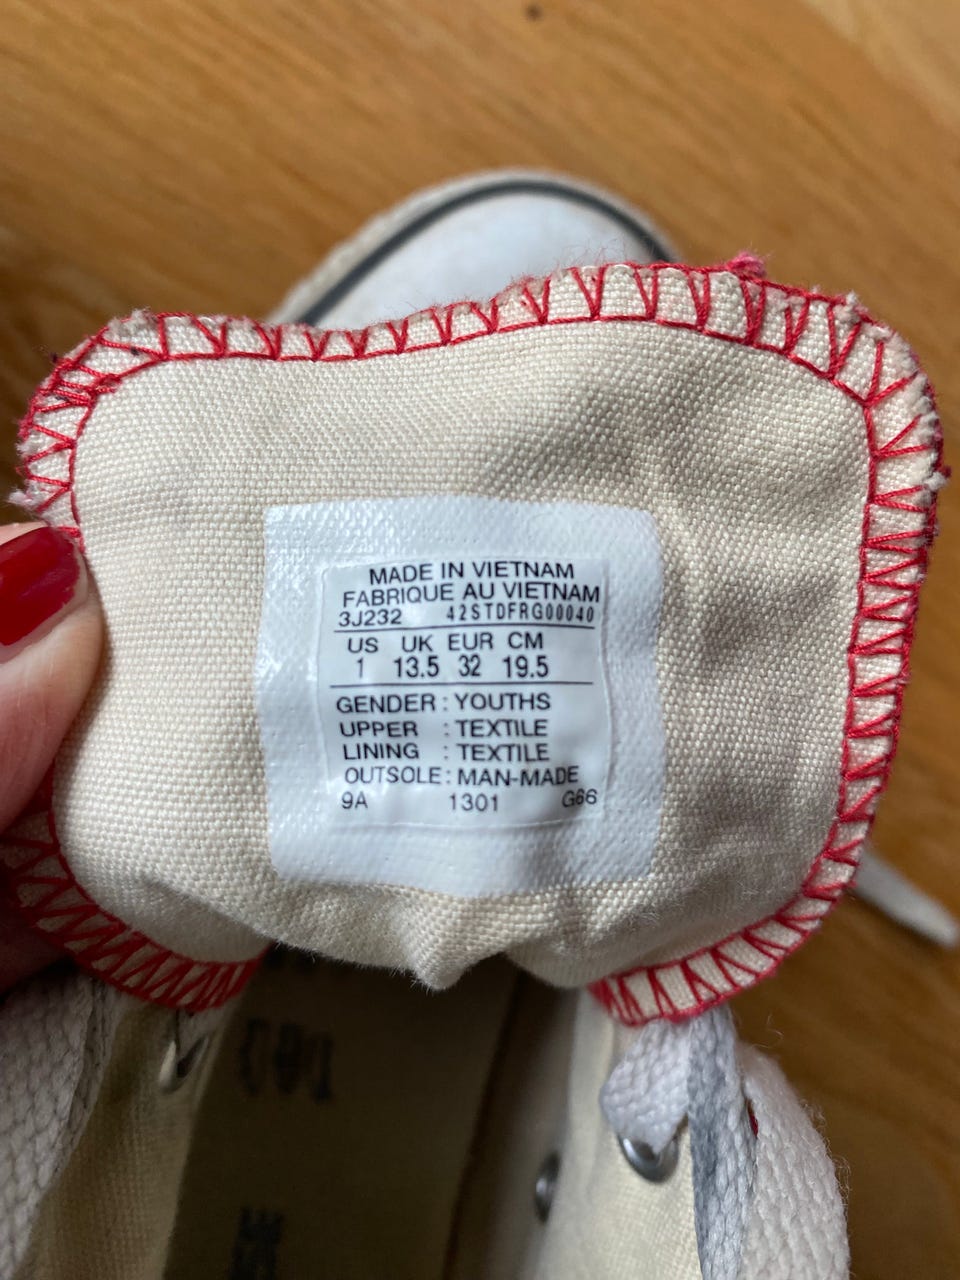 MADE IN VIETNAM
FABRIQUE AU VIETNAM
3J232 42STDFRG00040
US UK EUR CM
1 13.5 32 19.5
GENDER : YOUTHS
UPPER : TEXTILE
LINING : TEXTILE
OUTSOLE : MAN-MADE
9A 1301 G66